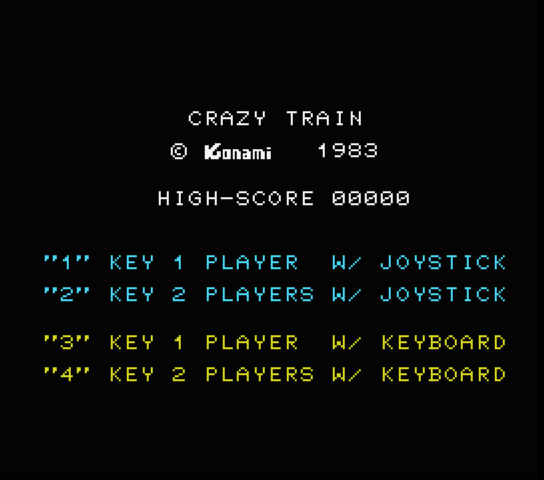 CRAZY TRAIN
© Konami 1983
HIGH-SCORE 00000
"1" KEY 1 PLAYER W/ JOYSTICK
"2" KEY 2 PLAYERS W/ JOYSTICK
"3" KEY 1 PLAYER W/ KEYBOARD
"4" KEY 2 PLAYERS W/ KEYBOARD